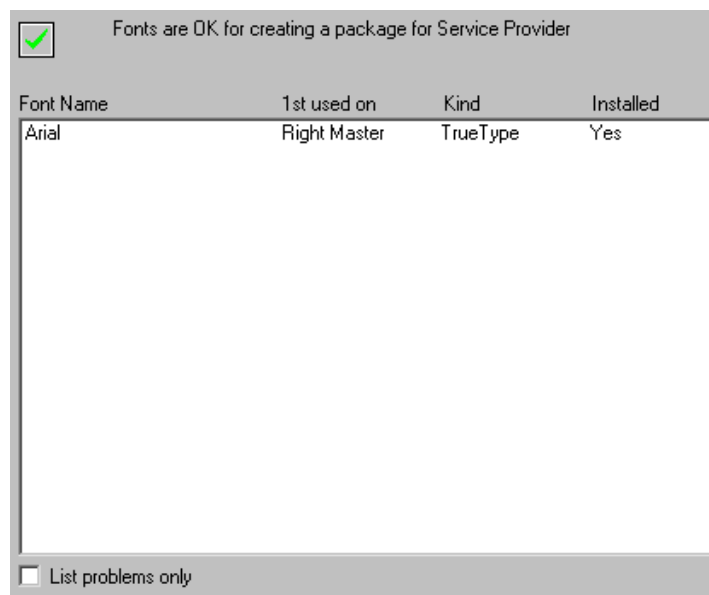 Fonts are OK for creating a package for Service Provider
Font Name 1st used on Kind Installed
Arial Right Master TrueType Yes
List problems only